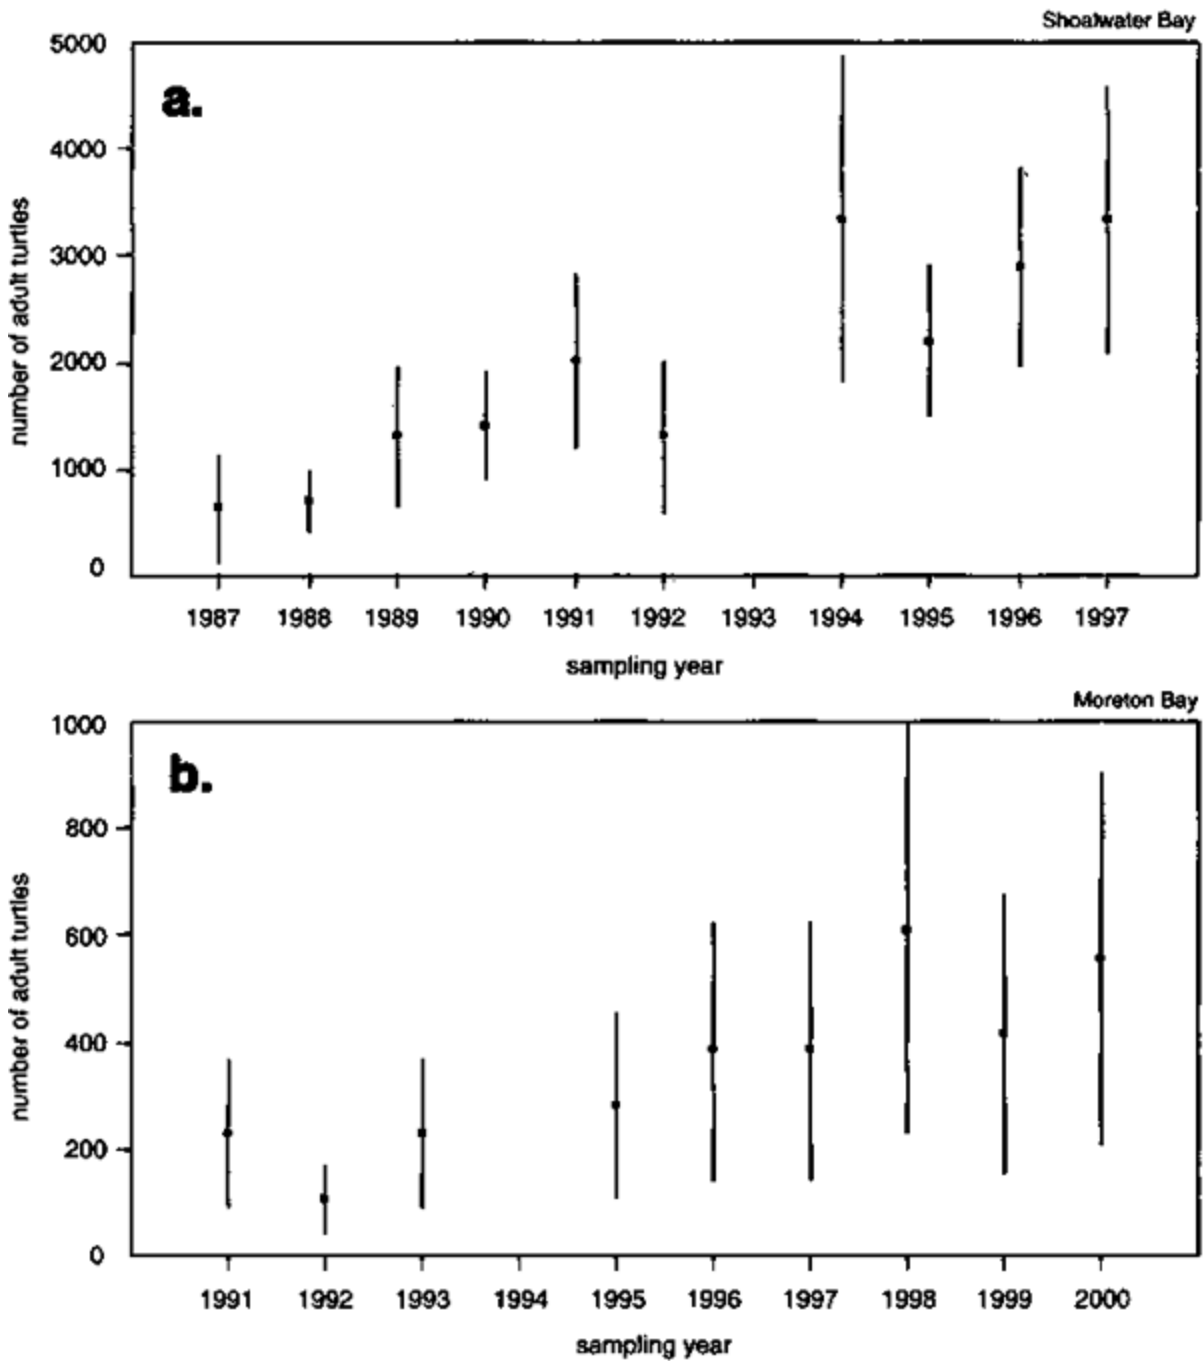 Shoalwater Bay
5000
a.
4000
3000
2000
1000
0
number of adult turtles
1987 1988 1989 1990 1991 1992 1993 1994 1995 1996 1997
sampling year
Moreton Bay
1000
b.
800
600
400
200
0
number of adult turtles
1991 1992 1993 1994 1995 1996 1997 1998 1999 2000
sampling year